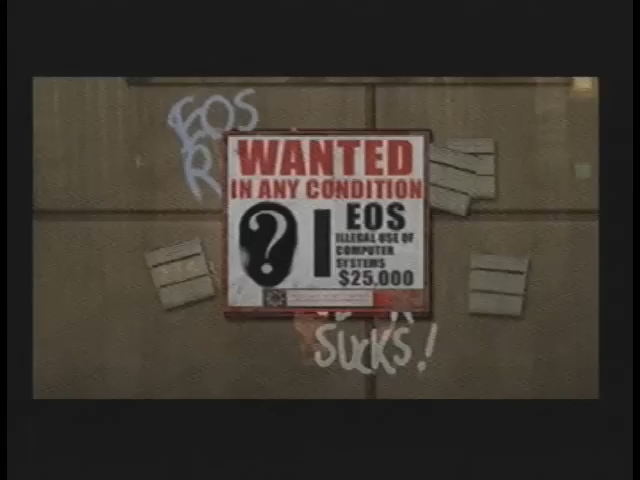 EOS
R
WANTED
IN ANY CONDITION
EOS
ILLEGAL USE OF
COMPUTER
SYSTEMS
$25.000
SUCKS!